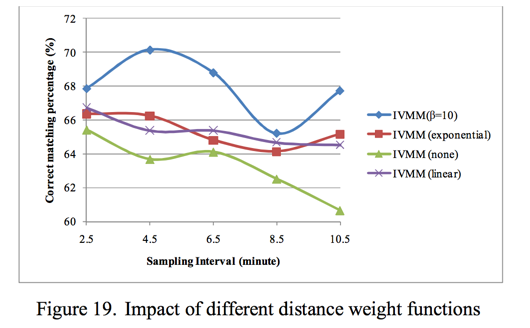 72
70
68
66
64
62
60
Correct matching percentage (%)
2.5 4.5 6.5 8.5 10.5
Sampling Interval (minute)
IVMM(β=10)
IVMM (exponential)
IVMM (none)
IVMM (linear)
Figure 19. Impact of different distance weight functions